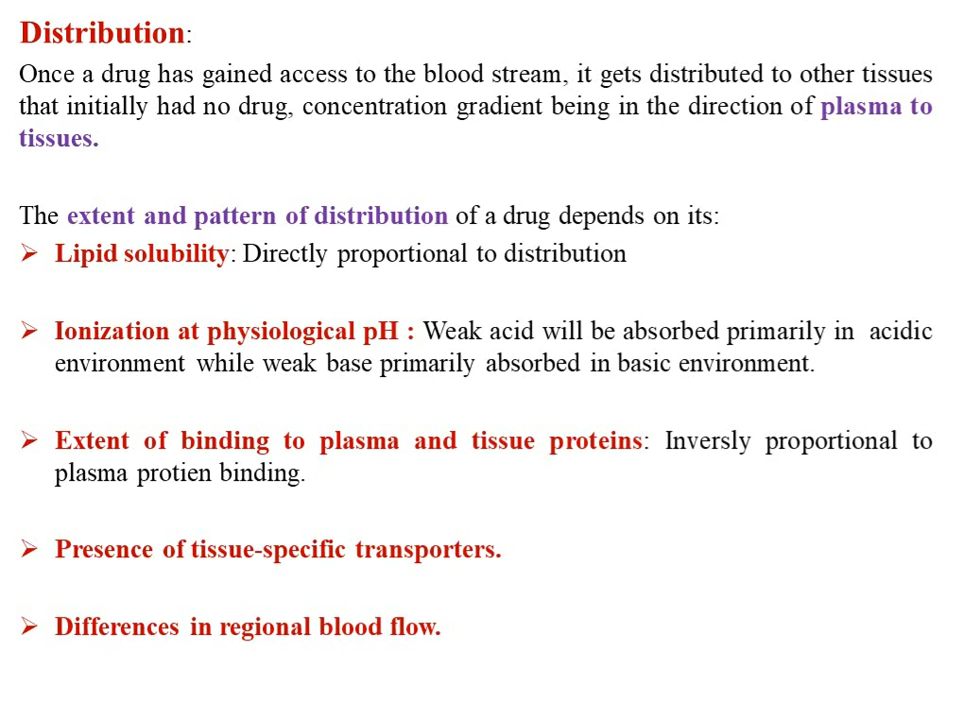 Distribution:
Once a drug has gained access to the blood stream, it gets distributed to other tissues
that initially had no drug, concentration gradient being in the direction of plasma to
tissues.
The extent and pattern of distribution of a drug depends on its:
➢ Lipid solubility: Directly proportional to distribution
➢ Ionization at physiological pH : Weak acid will be absorbed primarily in acidic
environment while weak base primarily absorbed in basic environment.
➢ Extent of binding to plasma and tissue proteins: Inversly proportional to
plasma protien binding.
➢ Presence of tissue-specific transporters.
➢ Differences in regional blood flow.